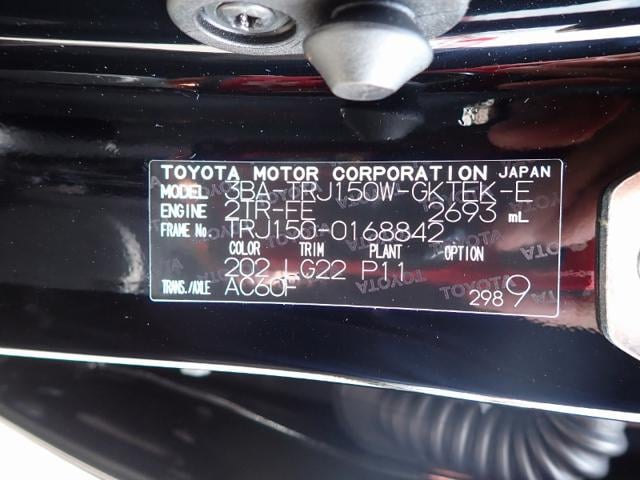 TOYOTA MOTOR CORPORATION JAPAN
MODEL 3BA-TRJ150W-GKTEK-E
ENGINE 2TR-FE 2693 mL
FRAME No. TRJ150-0168842
COLOR TRIM PLANT OPTION
202 LG22 P11
TRANS./AXLE AC60F 298 9